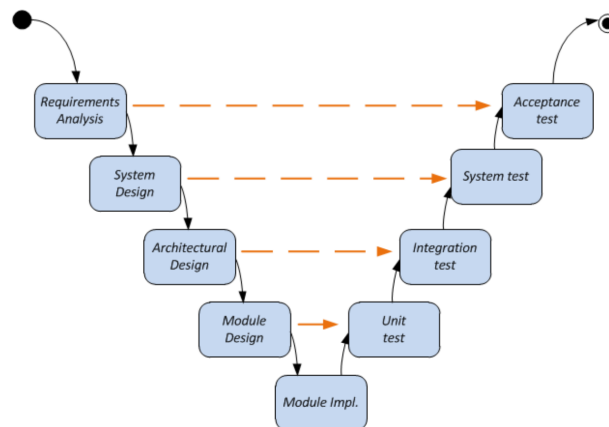 Requirements
Analysis
Acceptance
test
System
Design
System test
Architectural
Design
Integration
test
Module
Design
Unit
test
Module Impl.